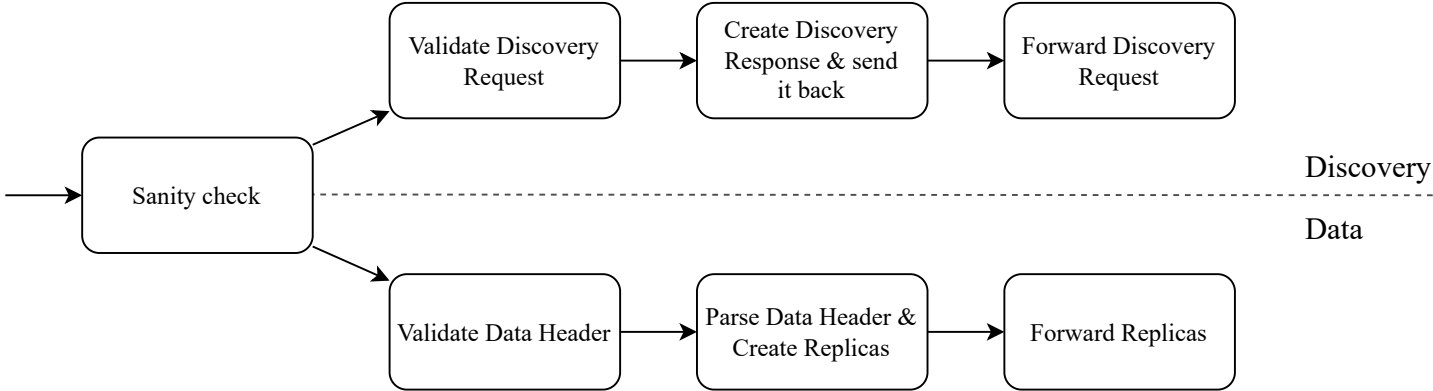 Validate Discovery
Request
Create Discovery
Response & send
it back
Forward Discovery
Request
Sanity check
Discovery
Data
Validate Data Header
Parse Data Header &
Create Replicas
Forward Replicas